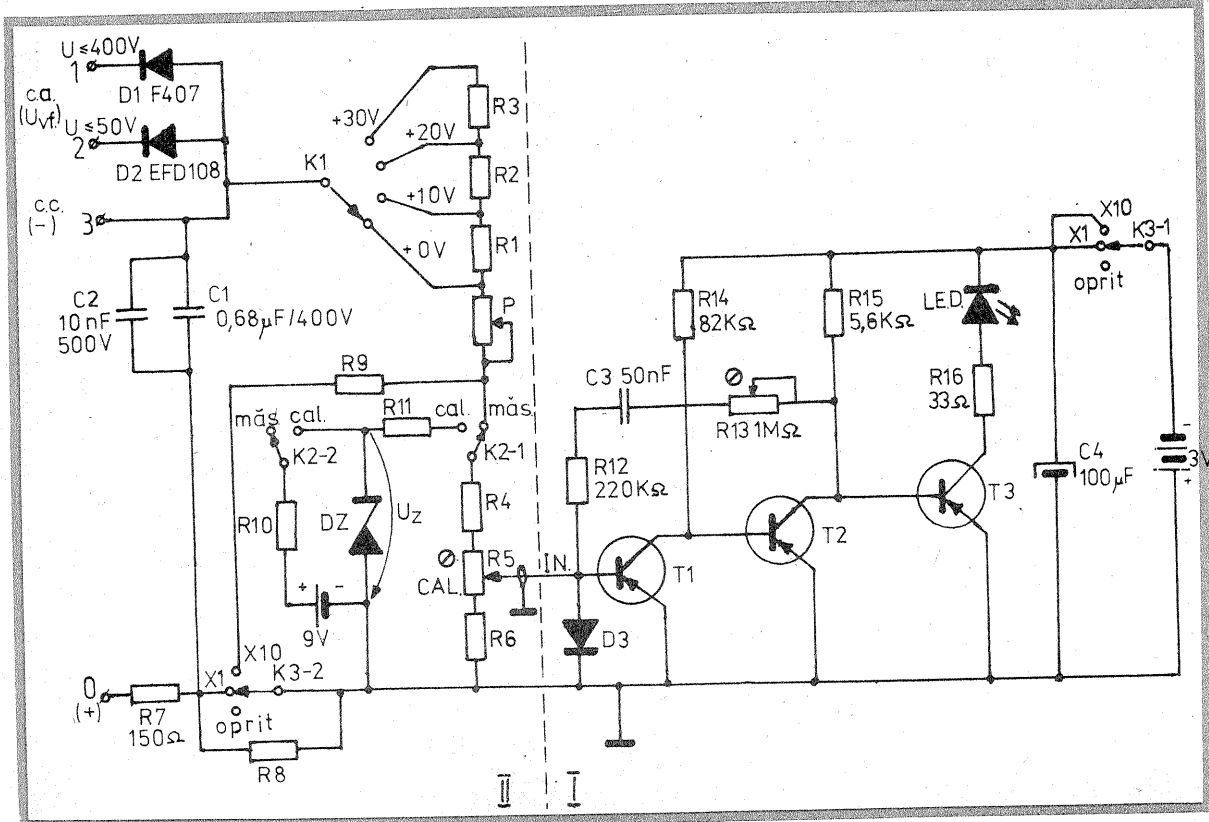 U≤400V
1
D1 F407
c.a.
(Uvf.)
U≤50V
2
D2 EFD108
c.c.
(-)
3
K1
+30V
+20V
+10V
+0V
R3
R2
R1
P
C2
10nF
500V
C1
0,68µF/400V
R9
măs
cal.
R11
cal.
măs.
K2-2
K2-1
R10
DZ
UZ
R4
R5
CAL.
R6
+
-
9V
IN.
X10
X1
K3-2
oprit
0
(+)
R7
150Ω
R8
II
I
C3 50nF
R13 1MΩ
R12
220KΩ
D3
T1
T2
T3
R14
82KΩ
R15
5,6KΩ
LED.
R16
33Ω
C4
100µF
X10
X1
K3-1
oprit
-
3V
+